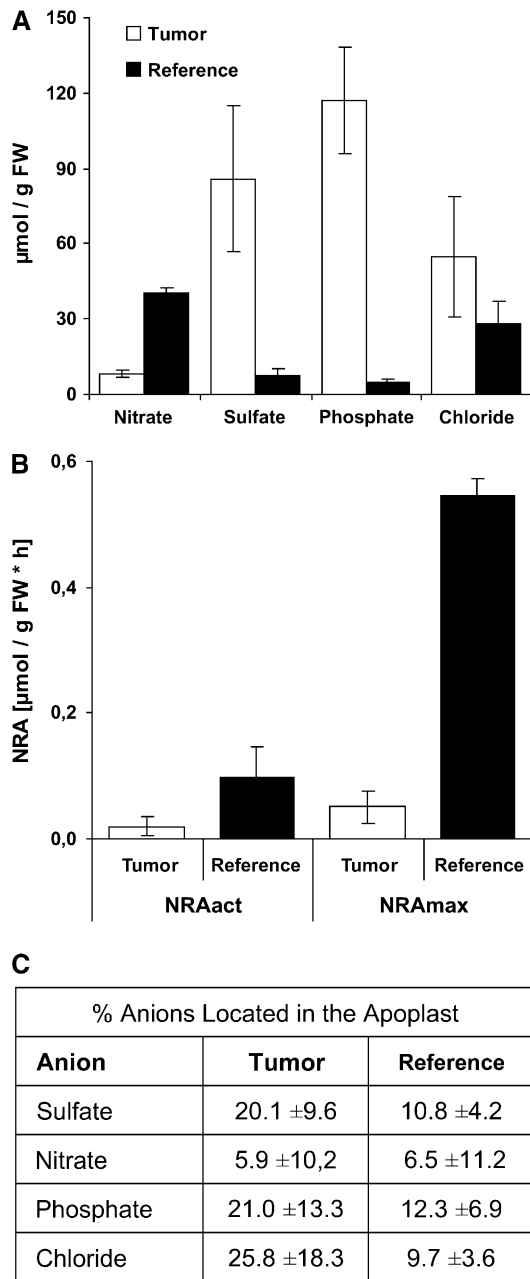 A
150
Tumor
Reference
120
90
60
30
0
µmol / g FW
Nitrate Sulfate Phosphate Chloride
B
0,6
0,4
0,2
0,0
NRA [µmol / g FW * h]
Tumor Reference Tumor Reference
NRAact NRAmax
C
% Anions Located in the Apoplast
Anion Tumor Reference
Sulfate 20.1 ±9.6 10.8 ±4.2
Nitrate 5.9 ±10,2 6.5 ±11.2
Phosphate 21.0 ±13.3 12.3 ±6.9
Chloride 25.8 ±18.3 9.7 ±3.6